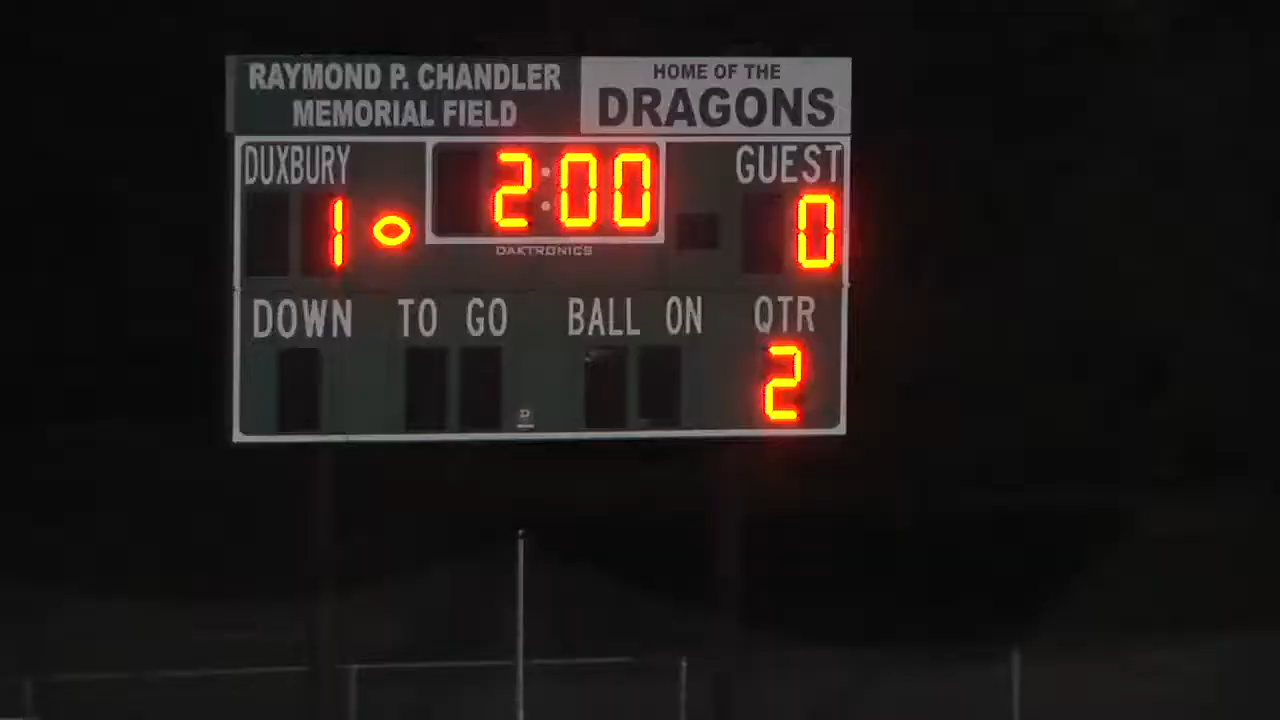 RAYMOND P. CHANDLER
MEMORIAL FIELD
HOME OF THE
DRAGONS
DUXBURY
2:00
GUEST
1
0
DAKTRONICS
DOWN TO GO BALL ON QTR
2